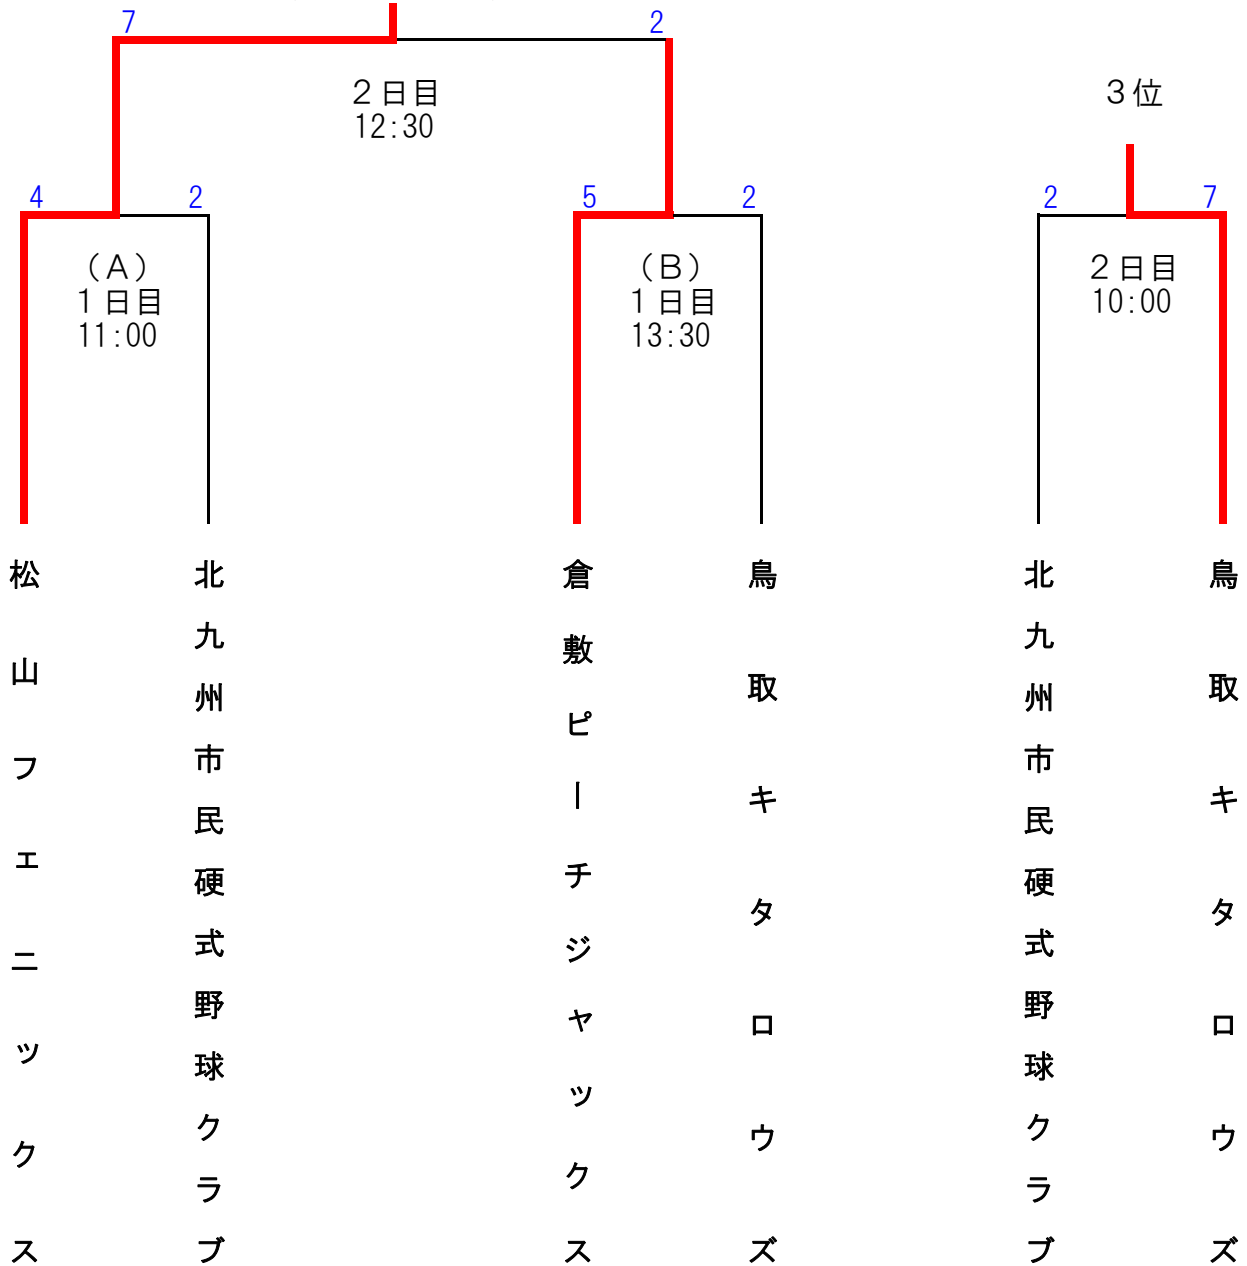 7 2
２日目
12:30
３位
4 2
5 2
2 7
（Ａ）
１日目
11:00
（Ｂ）
１日目
13:30
２日目
10:00
松山フェニックス
北九州市民硬式野球クラブ
倉敷ピーチジャックス
鳥取キタロウズ
北九州市民硬式野球クラブ
鳥取キタロウズ